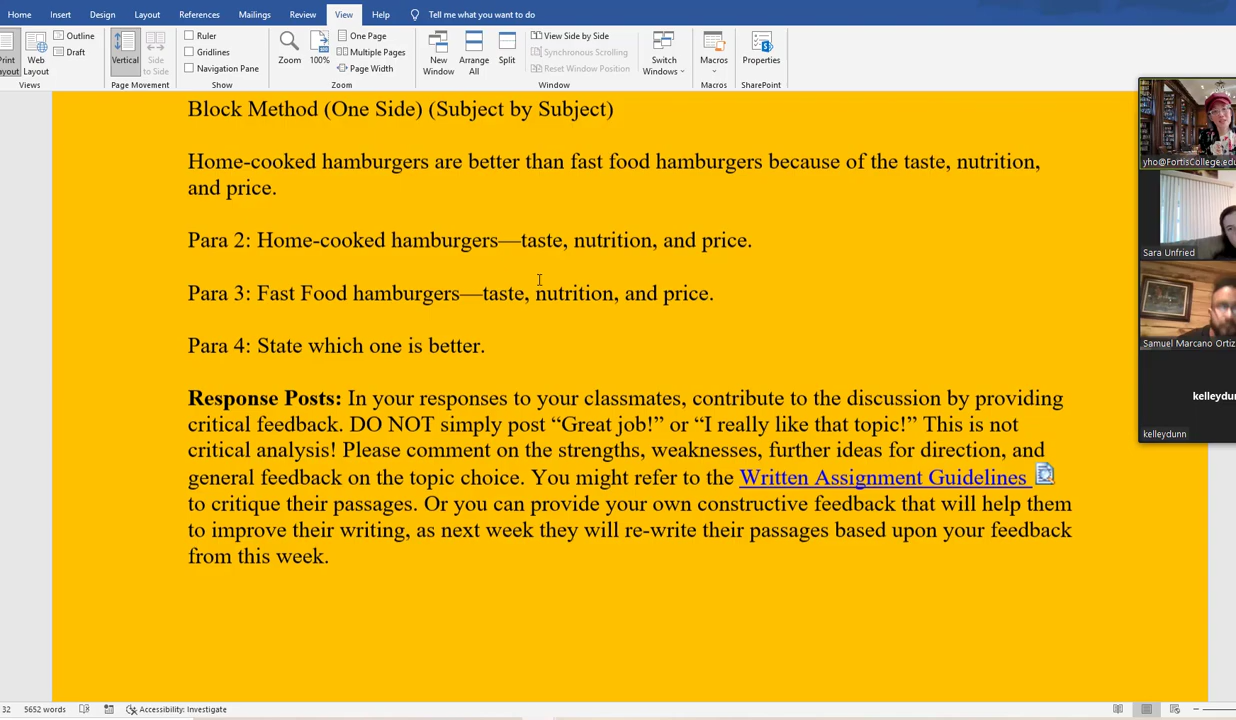 Home Insert Design Layout References Mailings Review View Help Tell me what you want to do
Outline
Draft
Layout
Web
Layout
Views
Vertical
Side
to Side
Page Movement
Ruler
Gridlines
Navigation Pane
Show
Zoom
100%
One Page
Multiple Pages
Page Width
Zoom
New
Window
Arrange
All
Split
View Side by Side
Synchronous Scrolling
Reset Window Position
Window
Switch
Windows
Macros
Macros
Properties
SharePoint
Block Method (One Side) (Subject by Subject)
Home-cooked hamburgers are better than fast food hamburgers because of the taste, nutrition,
and price.
Para 2: Home-cooked hamburgers—taste, nutrition, and price.
Para 3: Fast Food hamburgers—taste, nutrition, and price.
Para 4: State which one is better.
Response Posts: In your responses to your classmates, contribute to the discussion by providing
critical feedback. DO NOT simply post “Great job!” or “I really like that topic!” This is not
critical analysis! Please comment on the strengths, weaknesses, further ideas for direction, and
general feedback on the topic choice. You might refer to the Written Assignment Guidelines
to critique their passages. Or you can provide your own constructive feedback that will help them
to improve their writing, as next week they will re-write their passages based upon your feedback
from this week.
yho@FortisCollege.edu
Sara Unfried
Samuel Marcano Ortiz
kelleydun
kelleydunn
32 5652 words Accessibility: Investigate